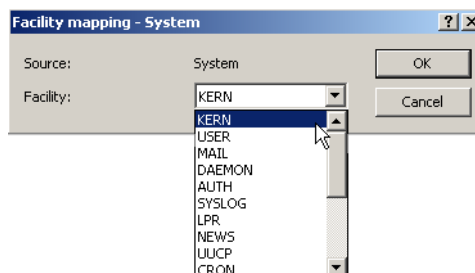 Facility mapping - System
Source: System OK
Facility: KERN Cancel
KERN
USER
MAIL
DAEMON
AUTH
SYSLOG
LPR
NEWS
UUCP
CRON